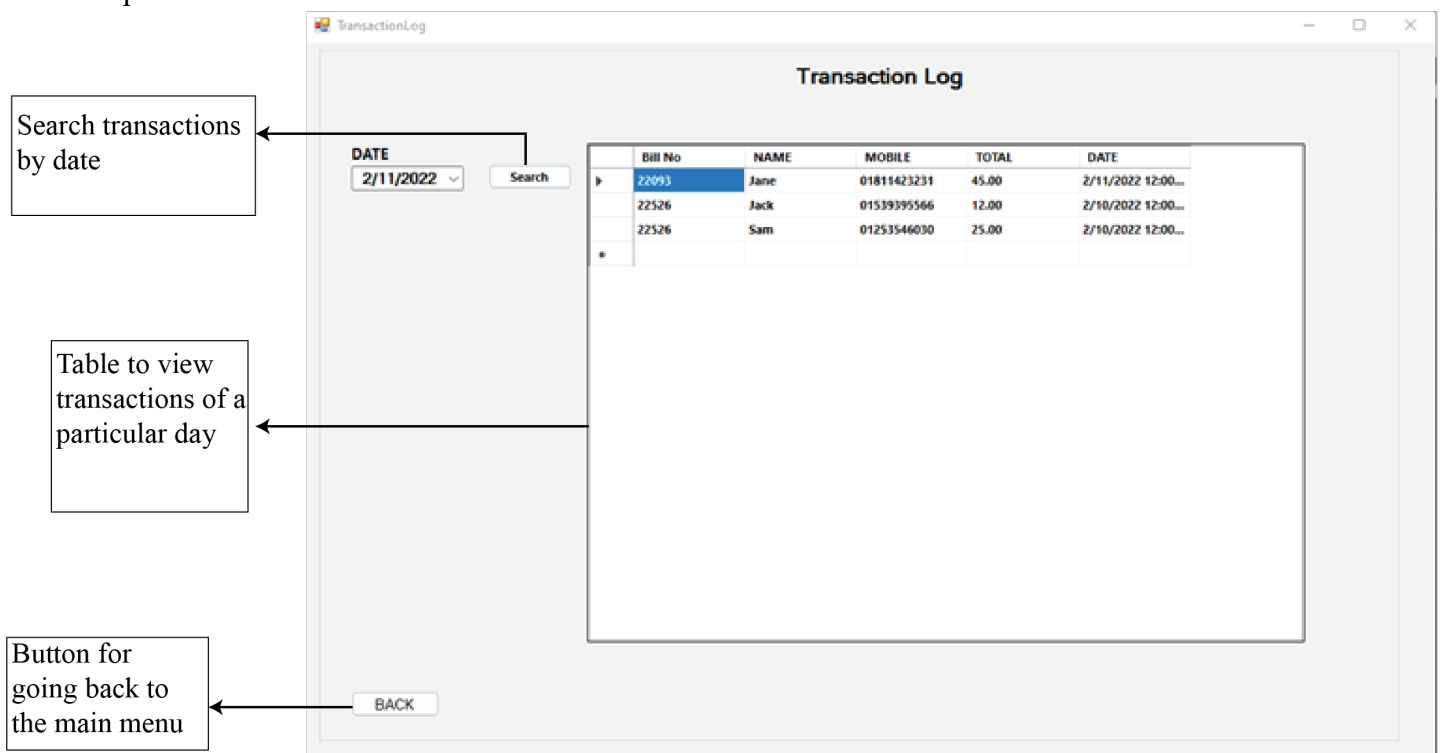 TransactionLog
Transaction Log
Search transactions
by date
DATE
2/11/2022
Search
Bill No NAME MOBILE TOTAL DATE
22093 Jane 01811423231 45.00 2/11/2022 12:00...
22526 Jack 01539395566 12.00 2/10/2022 12:00...
22526 Sam 01253546030 25.00 2/10/2022 12:00...
Table to view
transactions of a
particular day
Button for
going back to
the main menu
BACK